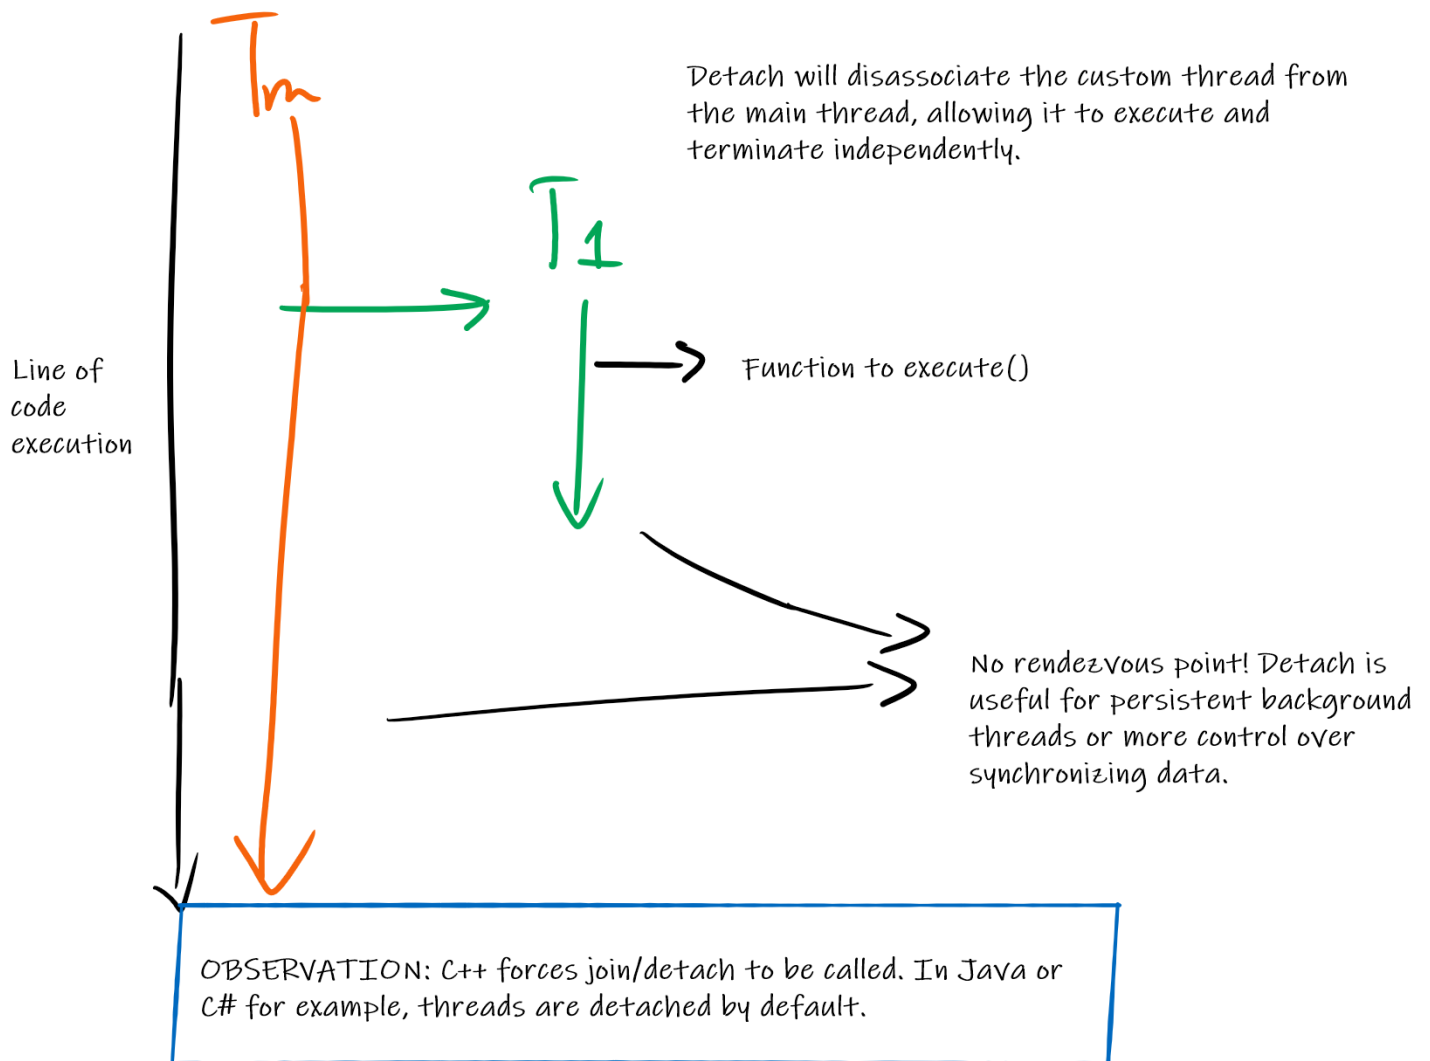 Tm
Detach will disassociate the custom thread from
the main thread, allowing it to execute and
terminate independently.
T1
Line of
code
execution
Function to execute()
No rendezvous point! Detach is
useful for persistent background
threads or more control over
synchronizing data.
OBSERVATION: C++ forces join/detach to be called. In Java or
C# for example, threads are detached by default.